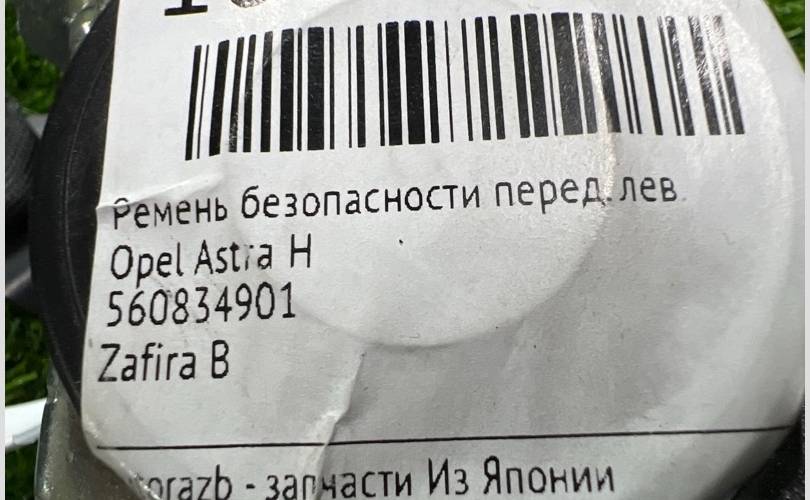 Ремень безопасности перед. лев.
Opel Astra H
560834901
Zafira B
- запчасти Из Японии